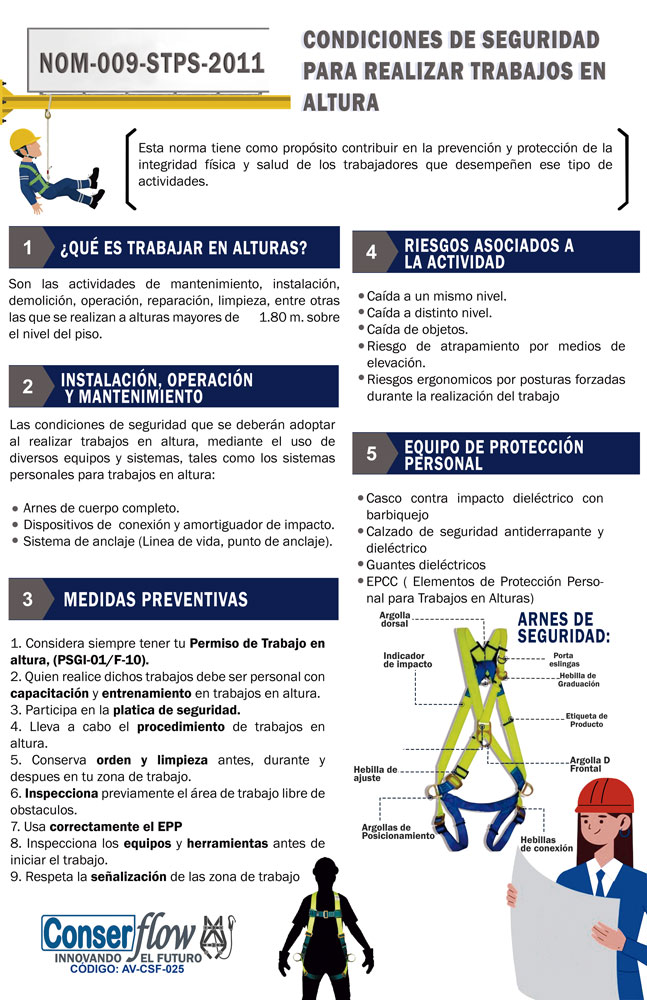 NOM-009-STPS-2011
CONDICIONES DE SEGURIDAD
PARA REALIZAR TRABAJOS EN
ALTURA
Esta norma tiene como propósito contribuir en la prevención y protección de la
integridad física y salud de los trabajadores que desempeñen ese tipo de
actividades.
1 ¿QUÉ ES TRABAJAR EN ALTURAS?
Son las actividades de mantenimiento, instalación,
demolición, operación, reparación, limpieza, entre otras
las que se realizan a alturas mayores de 1.80 m. sobre
el nivel del piso.
2 INSTALACIÓN, OPERACIÓN
Y MANTENIMIENTO
Las condiciones de seguridad que se deberán adoptar
al realizar trabajos en altura, mediante el uso de
diversos equipos y sistemas, tales como los sistemas
personales para trabajos en altura:
• Arnes de cuerpo completo.
• Dispositivos de conexión y amortiguador de impacto.
• Sistema de anclaje (Linea de vida, punto de anclaje).
3 MEDIDAS PREVENTIVAS
1. Considera siempre tener tu Permiso de Trabajo en
altura, (PSGI-01/F-10).
2. Quien realice dichos trabajos debe ser personal con
capacitación y entrenamiento en trabajos en altura.
3. Participa en la platica de seguridad.
4. Lleva a cabo el procedimiento de trabajos en
altura.
5. Conserva orden y limpieza antes, durante y
despues en tu zona de trabajo.
6. Inspecciona previamente el área de trabajo libre de
obstaculos.
7. Usa correctamente el EPP
8. Inspecciona los equipos y herramientas antes de
iniciar el trabajo.
9. Respeta la señalización de las zona de trabajo
Conserflow
INNOVANDO EL FUTURO
CÓDIGO: AV-CSF-025
4 RIESGOS ASOCIADOS A
LA ACTIVIDAD
• Caída a un mismo nivel.
• Caída a distinto nivel.
• Caída de objetos.
• Riesgo de atrapamiento por medios de
elevación.
• Riesgos ergonomicos por posturas forzadas
durante la realización del trabajo
5 EQUIPO DE PROTECCIÓN
PERSONAL
• Casco contra impacto dieléctrico con
barbiquejo
• Calzado de seguridad antiderrapante y
dieléctrico
• Guantes dieléctricos
• EPCC ( Elementos de Protección Perso-
nal para Trabajos en Alturas)
ARNES DE
SEGURIDAD:
Argolla
dorsal
Indicador
de impacto
Porta
eslingas
Hebilla de
Graduación
Etiqueta de
Producto
Argolla D
Frontal
Hebilla de
ajuste
Argollas de
Posicionamiento
Hebillas
de conexión